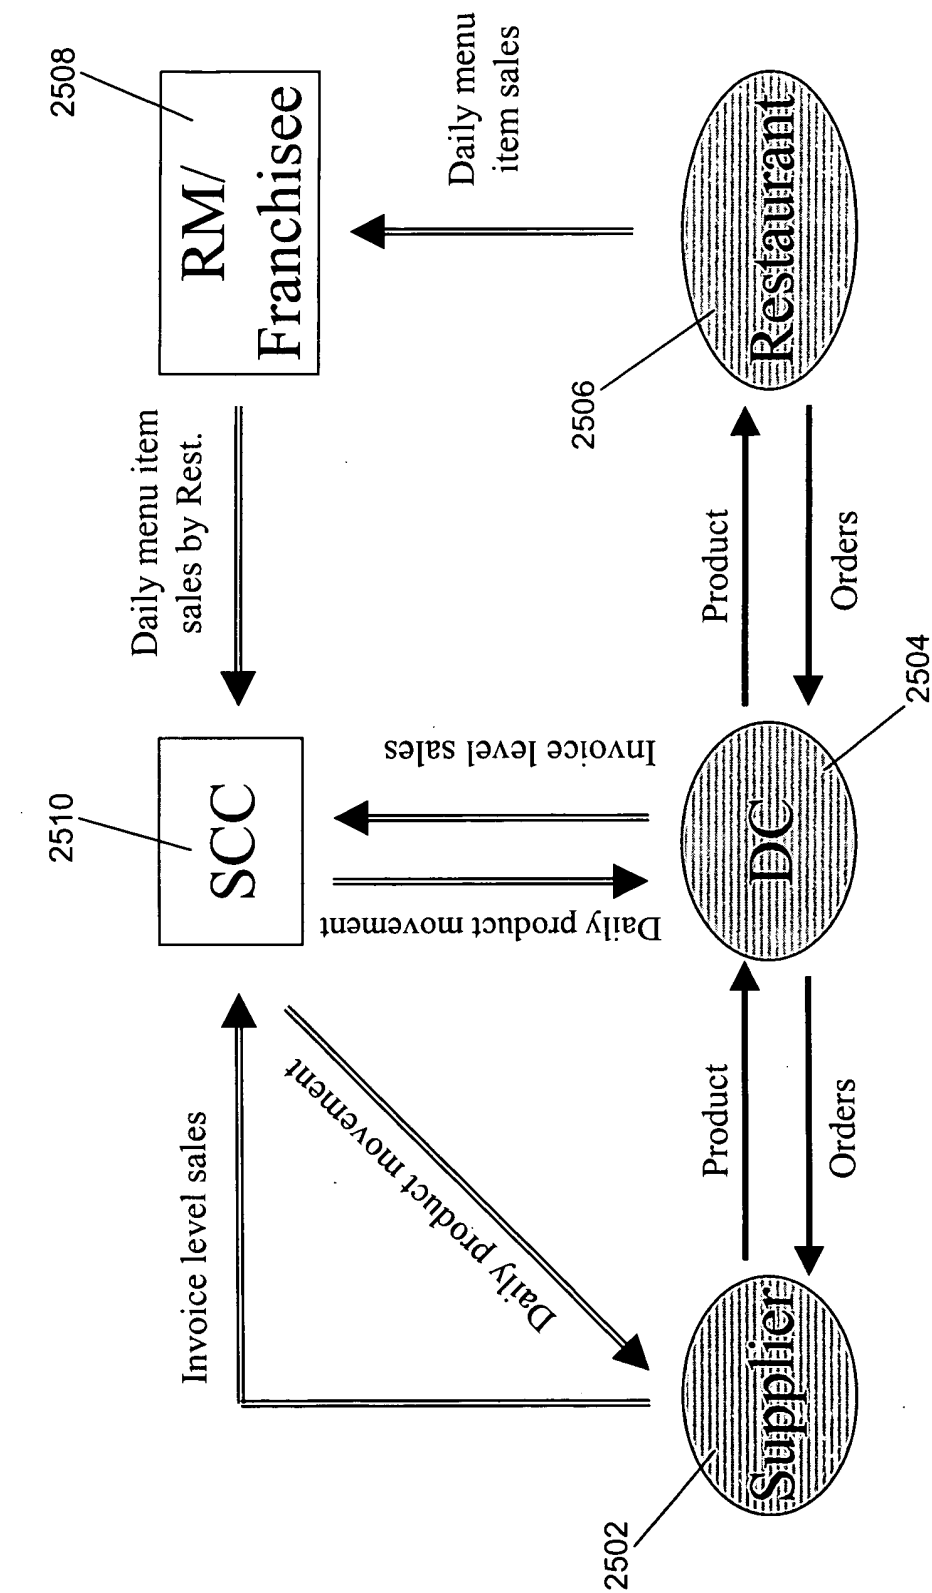 2510
2508
SCC
RM/
Franchisee
Invoice level sales
Daily menu item
sales by Rest.
Daily product movement
Daily product movement
Invoice level sales
Daily menu
item sales
2502
2504
2506
Supplier
DC
Restaurant
Product
Product
Orders
Orders